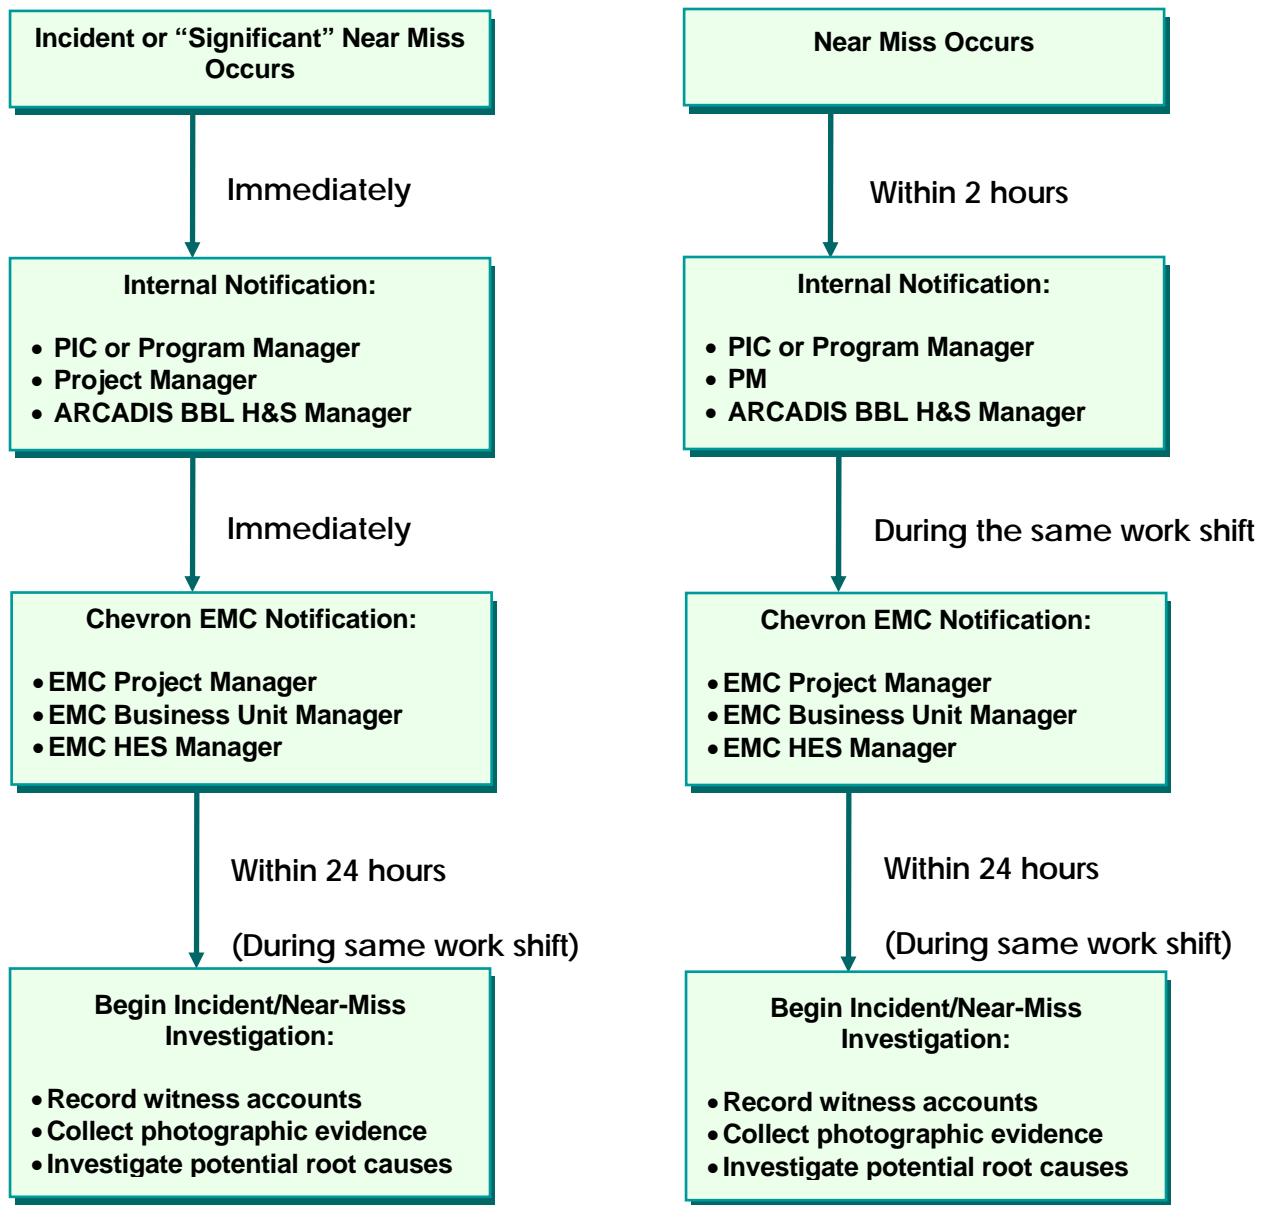 Incident or “Significant” Near Miss
Occurs
Immediately
Internal Notification:
• PIC or Program Manager
• Project Manager
• ARCADIS BBL H&S Manager
Immediately
Chevron EMC Notification:
• EMC Project Manager
• EMC Business Unit Manager
• EMC HES Manager
Within 24 hours
(During same work shift)
Begin Incident/Near-Miss
Investigation:
• Record witness accounts
• Collect photographic evidence
• Investigate potential root causes
Near Miss Occurs
Within 2 hours
Internal Notification:
• PIC or Program Manager
• PM
• ARCADIS BBL H&S Manager
During the same work shift
Chevron EMC Notification:
• EMC Project Manager
• EMC Business Unit Manager
• EMC HES Manager
Within 24 hours
(During same work shift)
Begin Incident/Near-Miss
Investigation:
• Record witness accounts
• Collect photographic evidence
• Investigate potential root causes